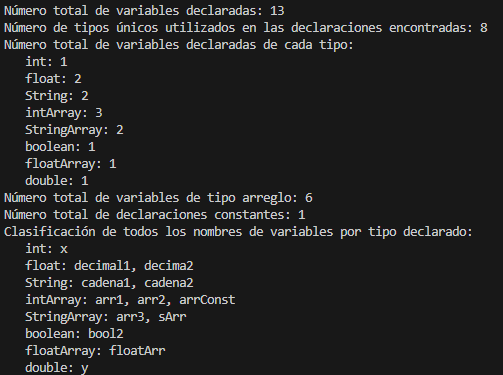 Número total de variables declaradas: 13
Número de tipos únicos utilizados en las declaraciones encontradas: 8
Número total de variables declaradas de cada tipo:
int: 1
float: 2
String: 2
intArray: 3
StringArray: 2
boolean: 1
floatArray: 1
double: 1
Número total de variables de tipo arreglo: 6
Número total de declaraciones constantes: 1
Clasificación de todos los nombres de variables por tipo declarado:
int: x
float: decimal1, decima2
String: cadena1, cadena2
intArray: arr1, arr2, arrConst
StringArray: arr3, sArr
boolean: bool2
floatArray: floatArr
double: y